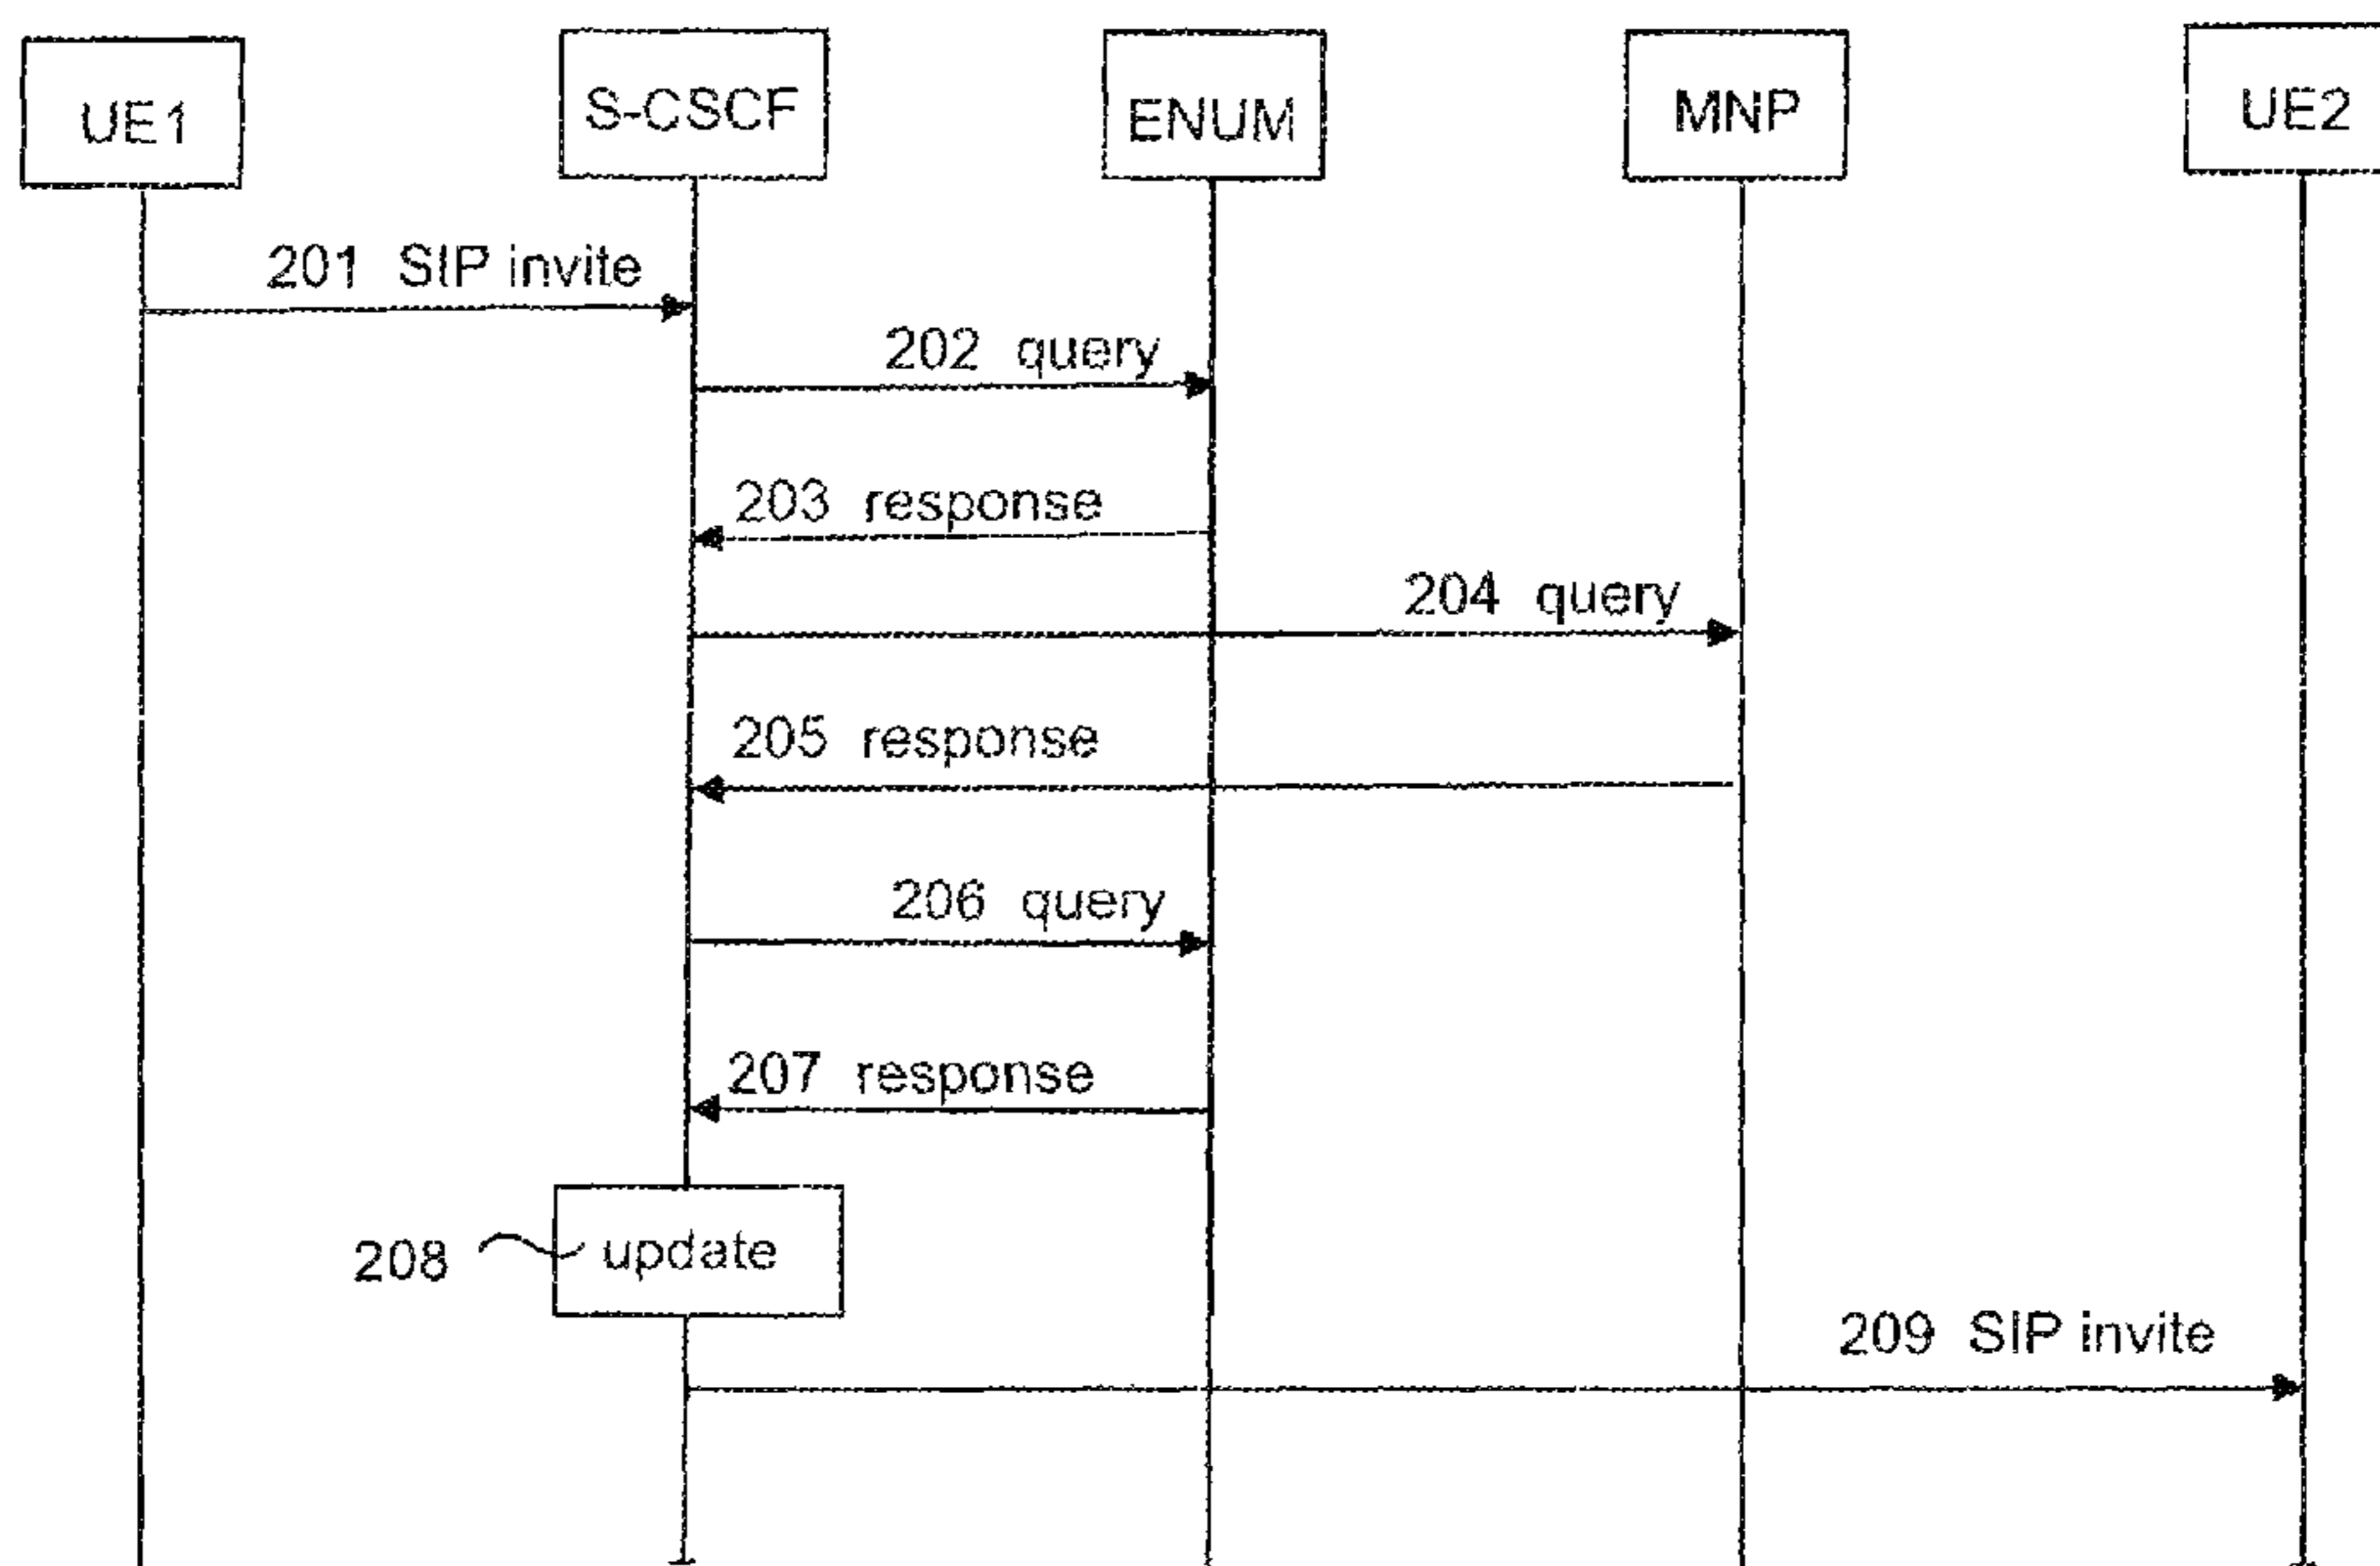 UE1
S-CSCF
ENUM
MNP
UE2
201 SIP invite
202 query
203 response
204 query
205 response
206 query
207 response
208 update
209 SIP invite